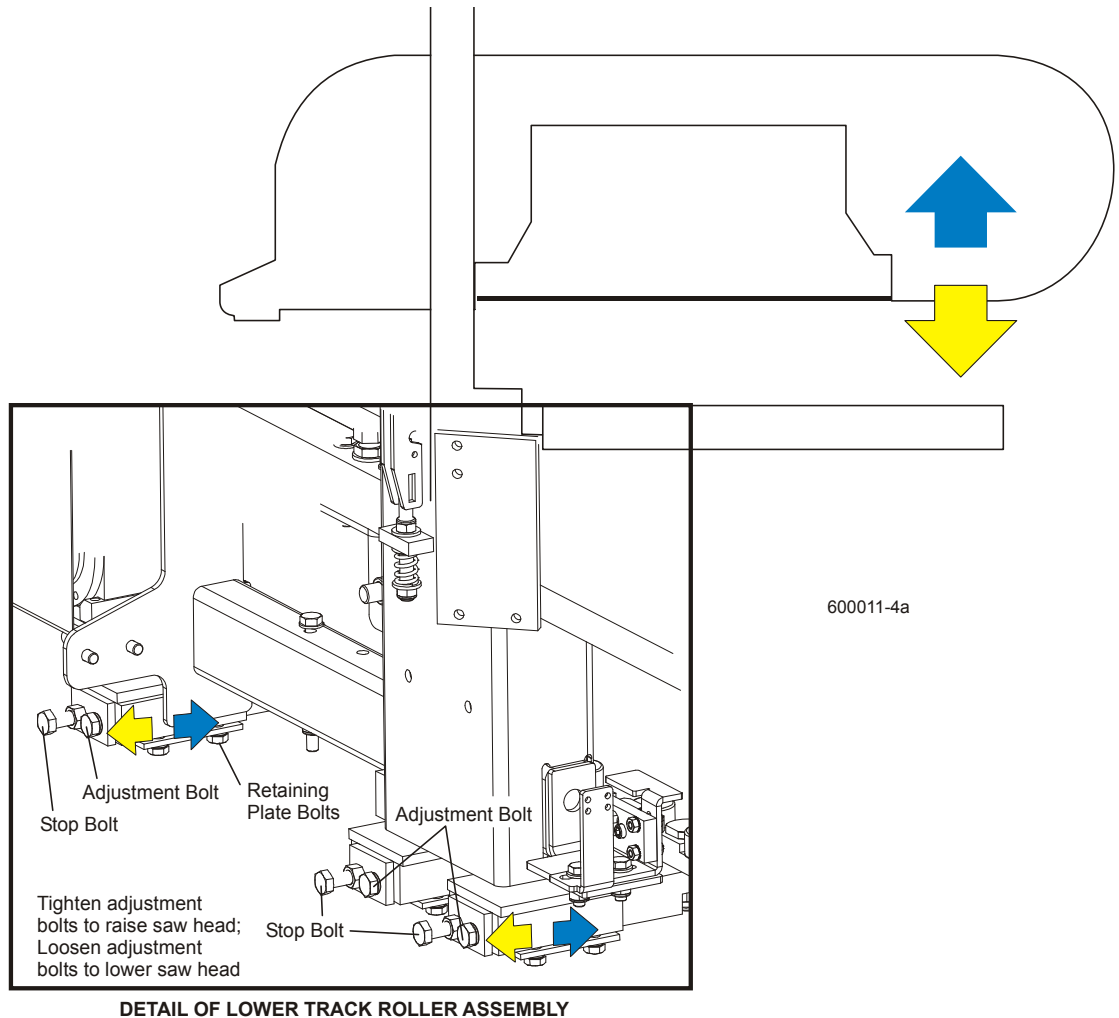 600011-4a
Adjustment Bolt
Stop Bolt
Retaining
Plate Bolts
Adjustment Bolt
Stop Bolt
Tighten adjustment
bolts to raise saw head;
Loosen adjustment
bolts to lower saw head
DETAIL OF LOWER TRACK ROLLER ASSEMBLY